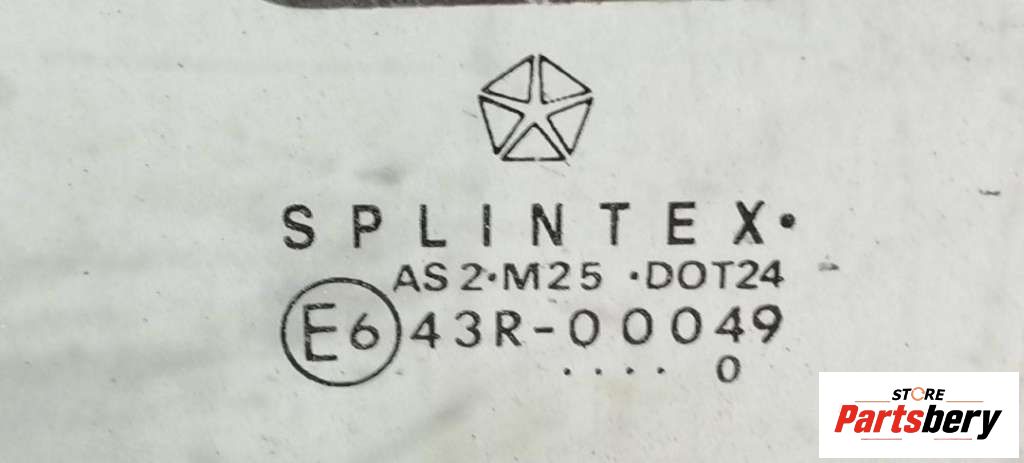 SPLINTEX•
AS2•M25 •DOT24
E6 43R-00049
.... 0
STORE
Partsbery